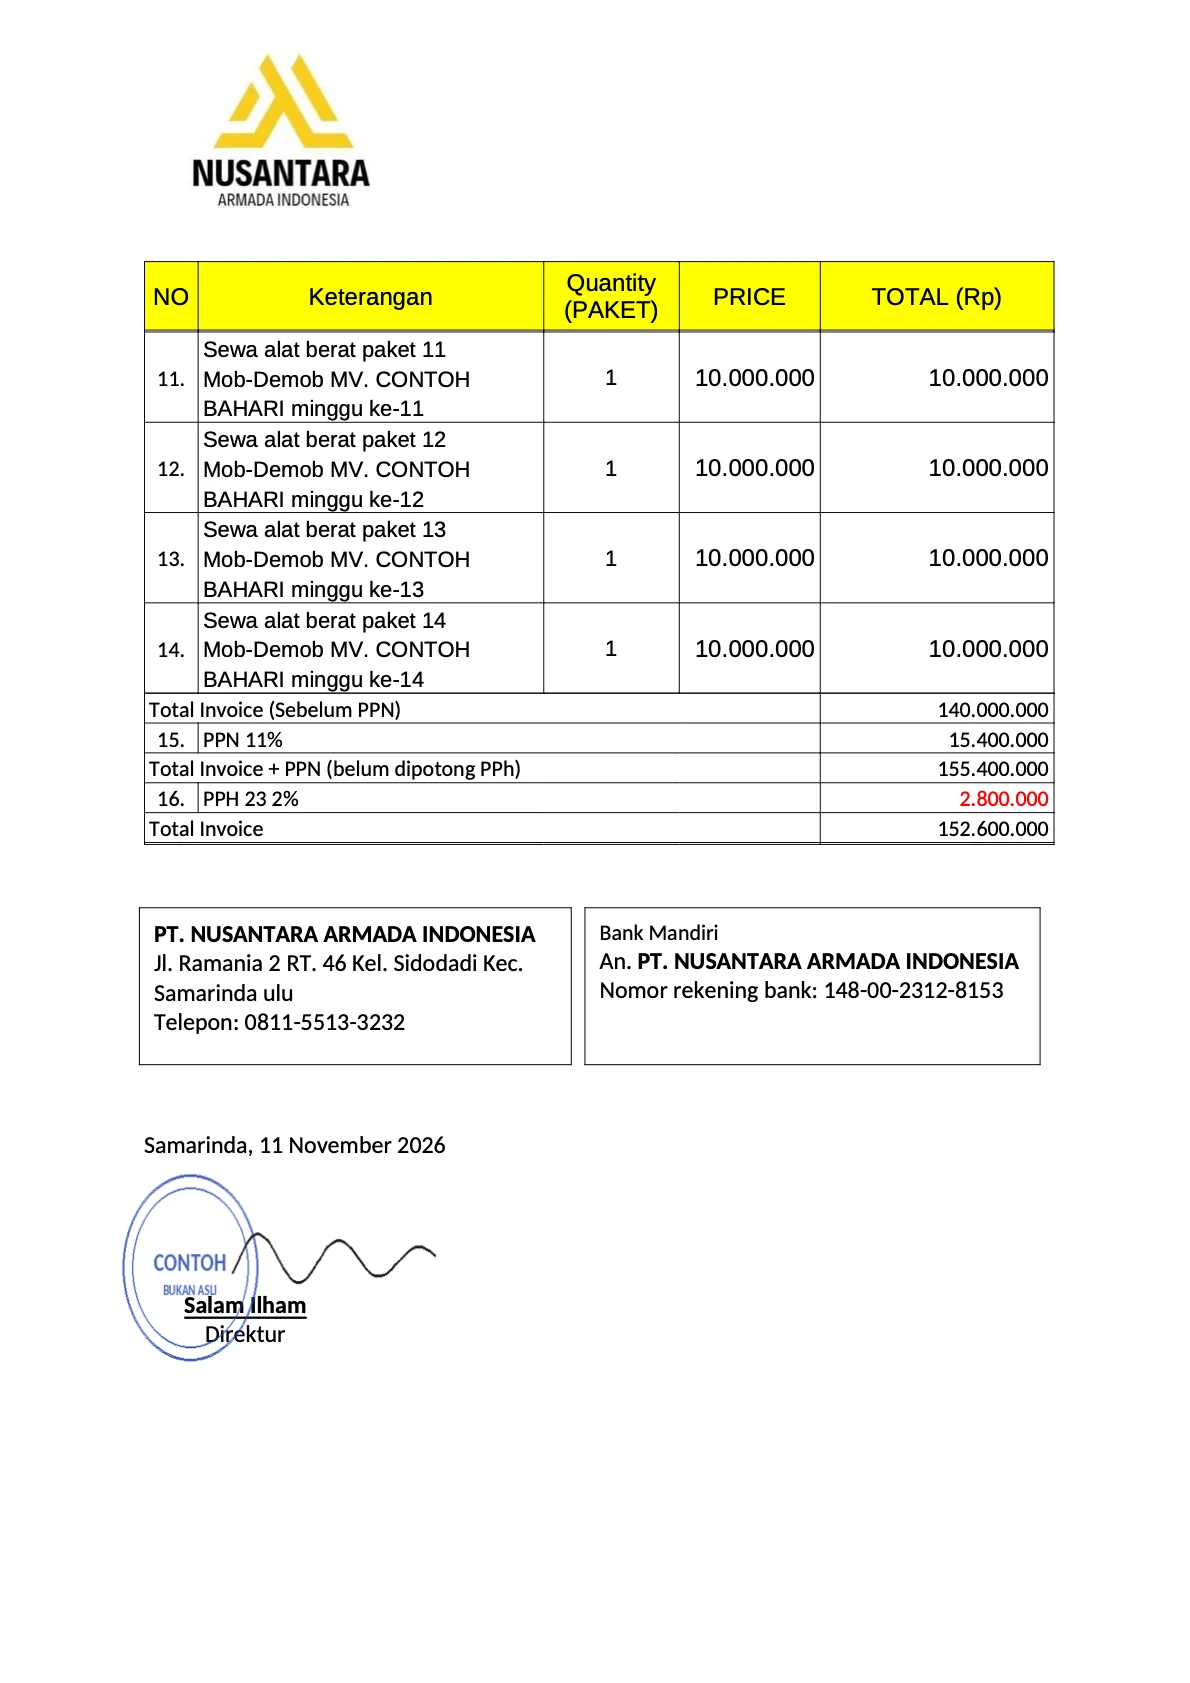 NUSANTARA
ARMADA INDONESIA
NO Keterangan Quantity (PAKET) PRICE TOTAL (Rp)
11. Sewa alat berat paket 11 1 10.000.000 10.000.000
Mob-Demob MV. CONTOH
BAHARI minggu ke-11
12. Sewa alat berat paket 12 1 10.000.000 10.000.000
Mob-Demob MV. CONTOH
BAHARI minggu ke-12
13. Sewa alat berat paket 13 1 10.000.000 10.000.000
Mob-Demob MV. CONTOH
BAHARI minggu ke-13
14. Sewa alat berat paket 14 1 10.000.000 10.000.000
Mob-Demob MV. CONTOH
BAHARI minggu ke-14
Total Invoice (Sebelum PPN) 140.000.000
15. PPN 11% 15.400.000
Total Invoice + PPN (belum dipotong PPh) 155.400.000
16. PPH 23 2% 2.800.000
Total Invoice 152.600.000
PT. NUSANTARA ARMADA INDONESIA
Jl. Ramania 2 RT. 46 Kel. Sidodadi Kec.
Samarinda ulu
Telepon: 0811-5513-3232
Bank Mandiri
An. PT. NUSANTARA ARMADA INDONESIA
Nomor rekening bank: 148-00-2312-8153
Samarinda, 11 November 2026
CONTOH
BUKAN ASLI
Salam Ilham
Direktur